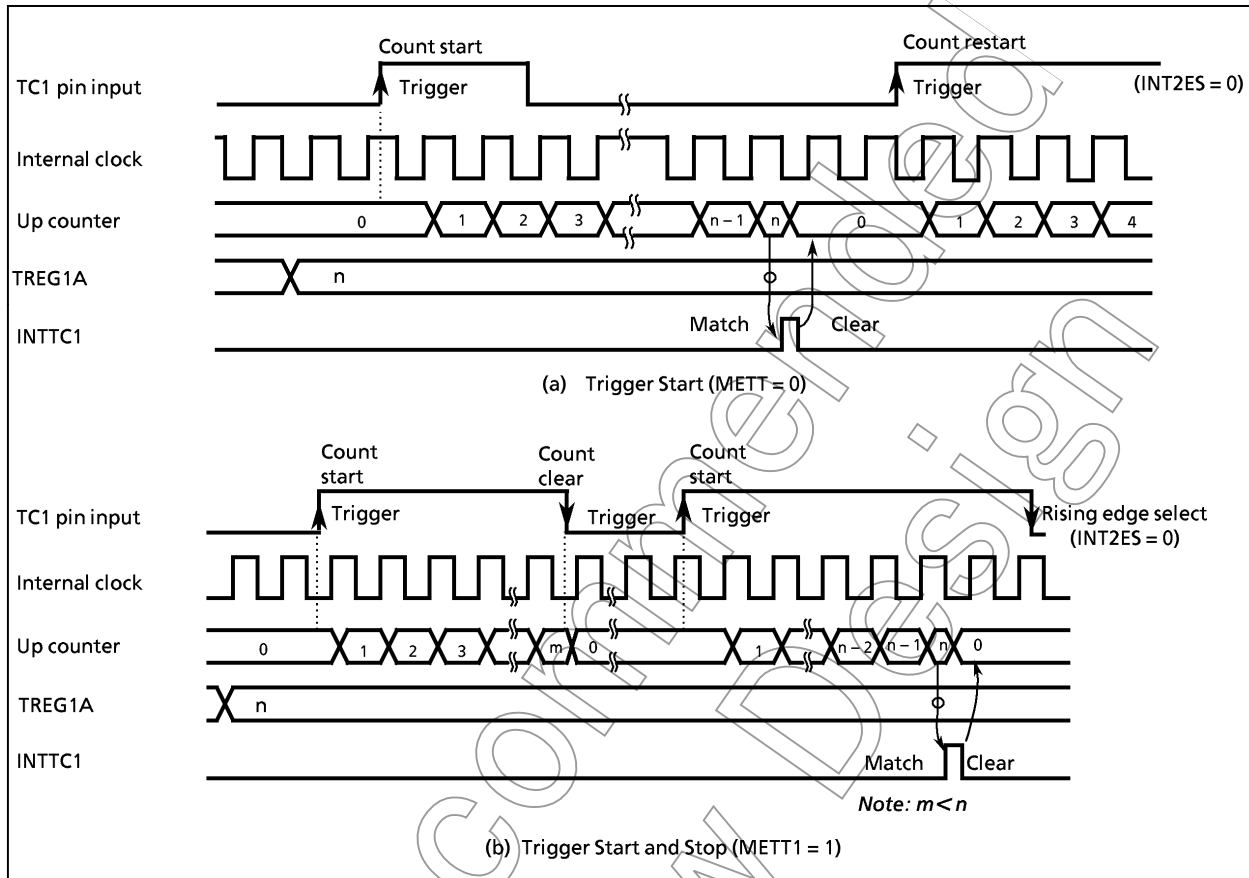 Count start
Count restart
TC1 pin input
Trigger
Trigger
(INT2ES = 0)
Internal clock
Up counter
0
1
2
3
n – 1
n
0
1
2
3
4
TREG1A
n
INTTC1
Match
Clear
(a) Trigger Start (METT = 0)
Count start
Count clear
Count start
TC1 pin input
Trigger
Trigger
Trigger
Rising edge select
(INT2ES = 0)
Internal clock
Up counter
0
1
2
3
m
0
1
n – 2
n – 1
n
0
TREG1A
n
INTTC1
Match
Clear
Note: m < n
(b) Trigger Start and Stop (METT1 = 1)
commended
w Design